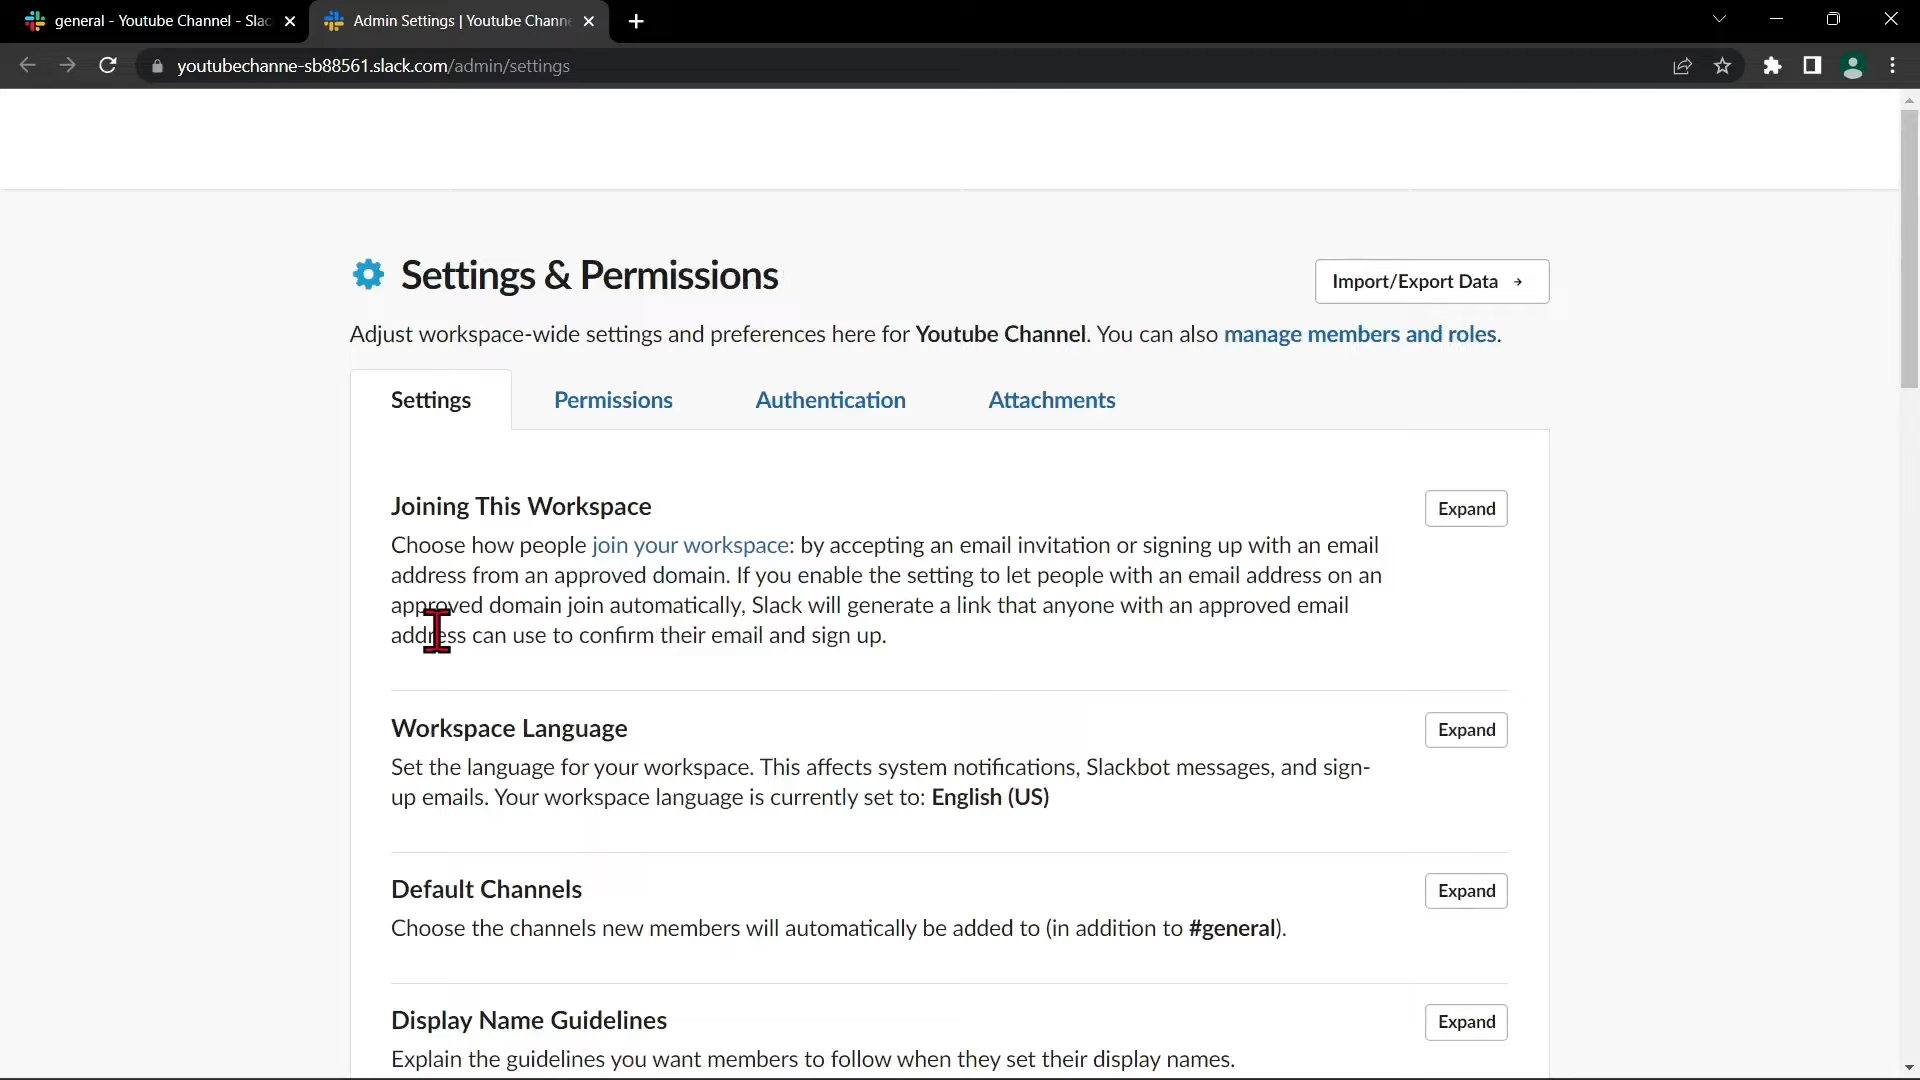 general - Youtube Channel - Slac
Admin Settings | Youtube Channe
youtubechanne-sb88561.slack.com/admin/settings
Settings & Permissions
Import/Export Data →
Adjust workspace-wide settings and preferences here for Youtube Channel. You can also manage members and roles.
Settings
Permissions
Authentication
Attachments
Joining This Workspace
Expand
Choose how people join your workspace: by accepting an email invitation or signing up with an email
address from an approved domain. If you enable the setting to let people with an email address on an
approved domain join automatically, Slack will generate a link that anyone with an approved email
address can use to confirm their email and sign up.
Workspace Language
Expand
Set the language for your workspace. This affects system notifications, Slackbot messages, and sign-
up emails. Your workspace language is currently set to: English (US)
Default Channels
Expand
Choose the channels new members will automatically be added to (in addition to #general).
Display Name Guidelines
Expand
Explain the guidelines you want members to follow when they set their display names.